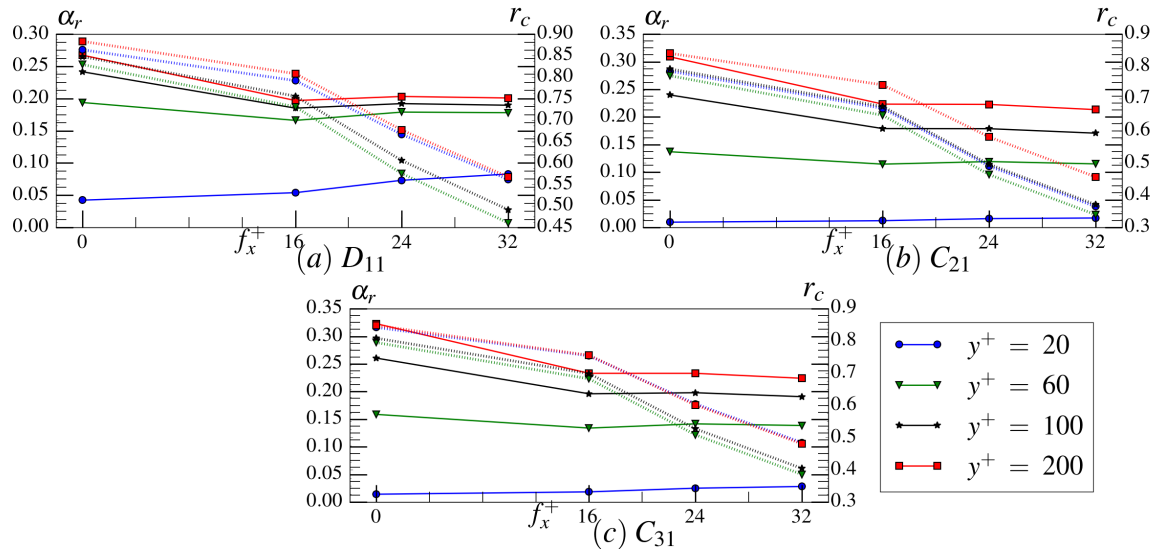 α_r r_c
0.30 0.90
0.25 0.85
0.20 0.80
0.15 0.75
0.10 0.70
0.05 0.65
0.00 0.60
0.55
0.50
0.45
0 16 24 32
f_x^+
(a) D_11
α_r r_c
0.35 0.9
0.30 0.8
0.25 0.7
0.20 0.6
0.15 0.5
0.10 0.4
0.05 0.3
0.00
0 16 24 32
f_x^+
(b) C_21
α_r r_c
0.35 0.9
0.30 0.8
0.25 0.7
0.20 0.6
0.15 0.5
0.10 0.4
0.05 0.3
0.00
0 16 24 32
f_x^+
(c) C_31
y^+ = 20
y^+ = 60
y^+ = 100
y^+ = 200